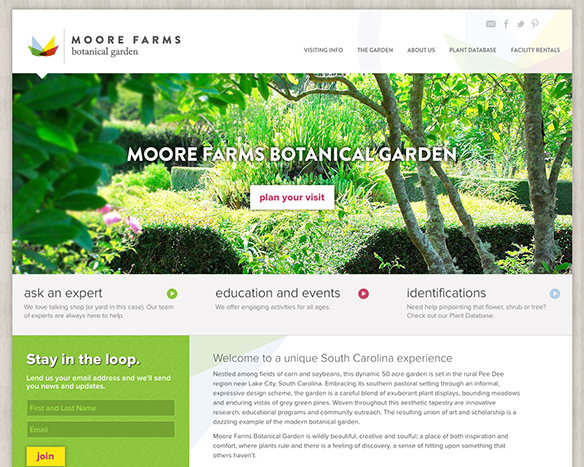 MOORE FARMS
botanical garden
VISITING INFO THE GARDEN ABOUT US PLANT DATABASE FACILITY RENTALS
MOORE FARMS BOTANICAL GARDEN
plan your visit
ask an expert
We love talking shop (or yard in this case). Our team
of experts are always here to help.
education and events
We offer engaging activities for all ages.
identifications
Need help pinpointing that flower, shrub or tree?
Check out our Plant Database.
Stay in the loop.
Lend us your email address and we'll send
you news and updates.
First and Last Name
Email
join
Welcome to a unique South Carolina experience
Nestled among fields of corn and soybeans, this dynamic 50 acre garden is set in the rural Pee Dee
region near Lake City, South Carolina. Embracing its southern pastoral setting through an informal,
expressive design scheme, the garden is a careful blend of exuberant plant displays, bounding meadows
and enduring vistas of grey green pines. Woven throughout this aesthetic tapestry are innovative
research, educational programs and community outreach. The resulting union of art and scholarship is a
dazzling example of the modern botanical garden.
Moore Farms Botanical Garden is wildly beautiful, creative and soulful; a place of both inspiration and
comfort, where plants rule and there is a feeling of discovery, a sense of hitting upon something that
others haven't.